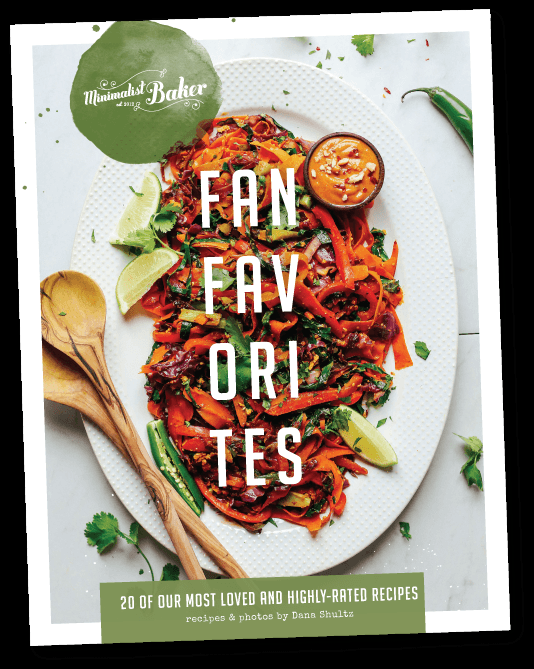 Minimalist Baker
est 2012
FAN
FAV
ORI
TES
20 OF OUR MOST LOVED AND HIGHLY-RATED RECIPES
recipes & photos by Dana Shultz